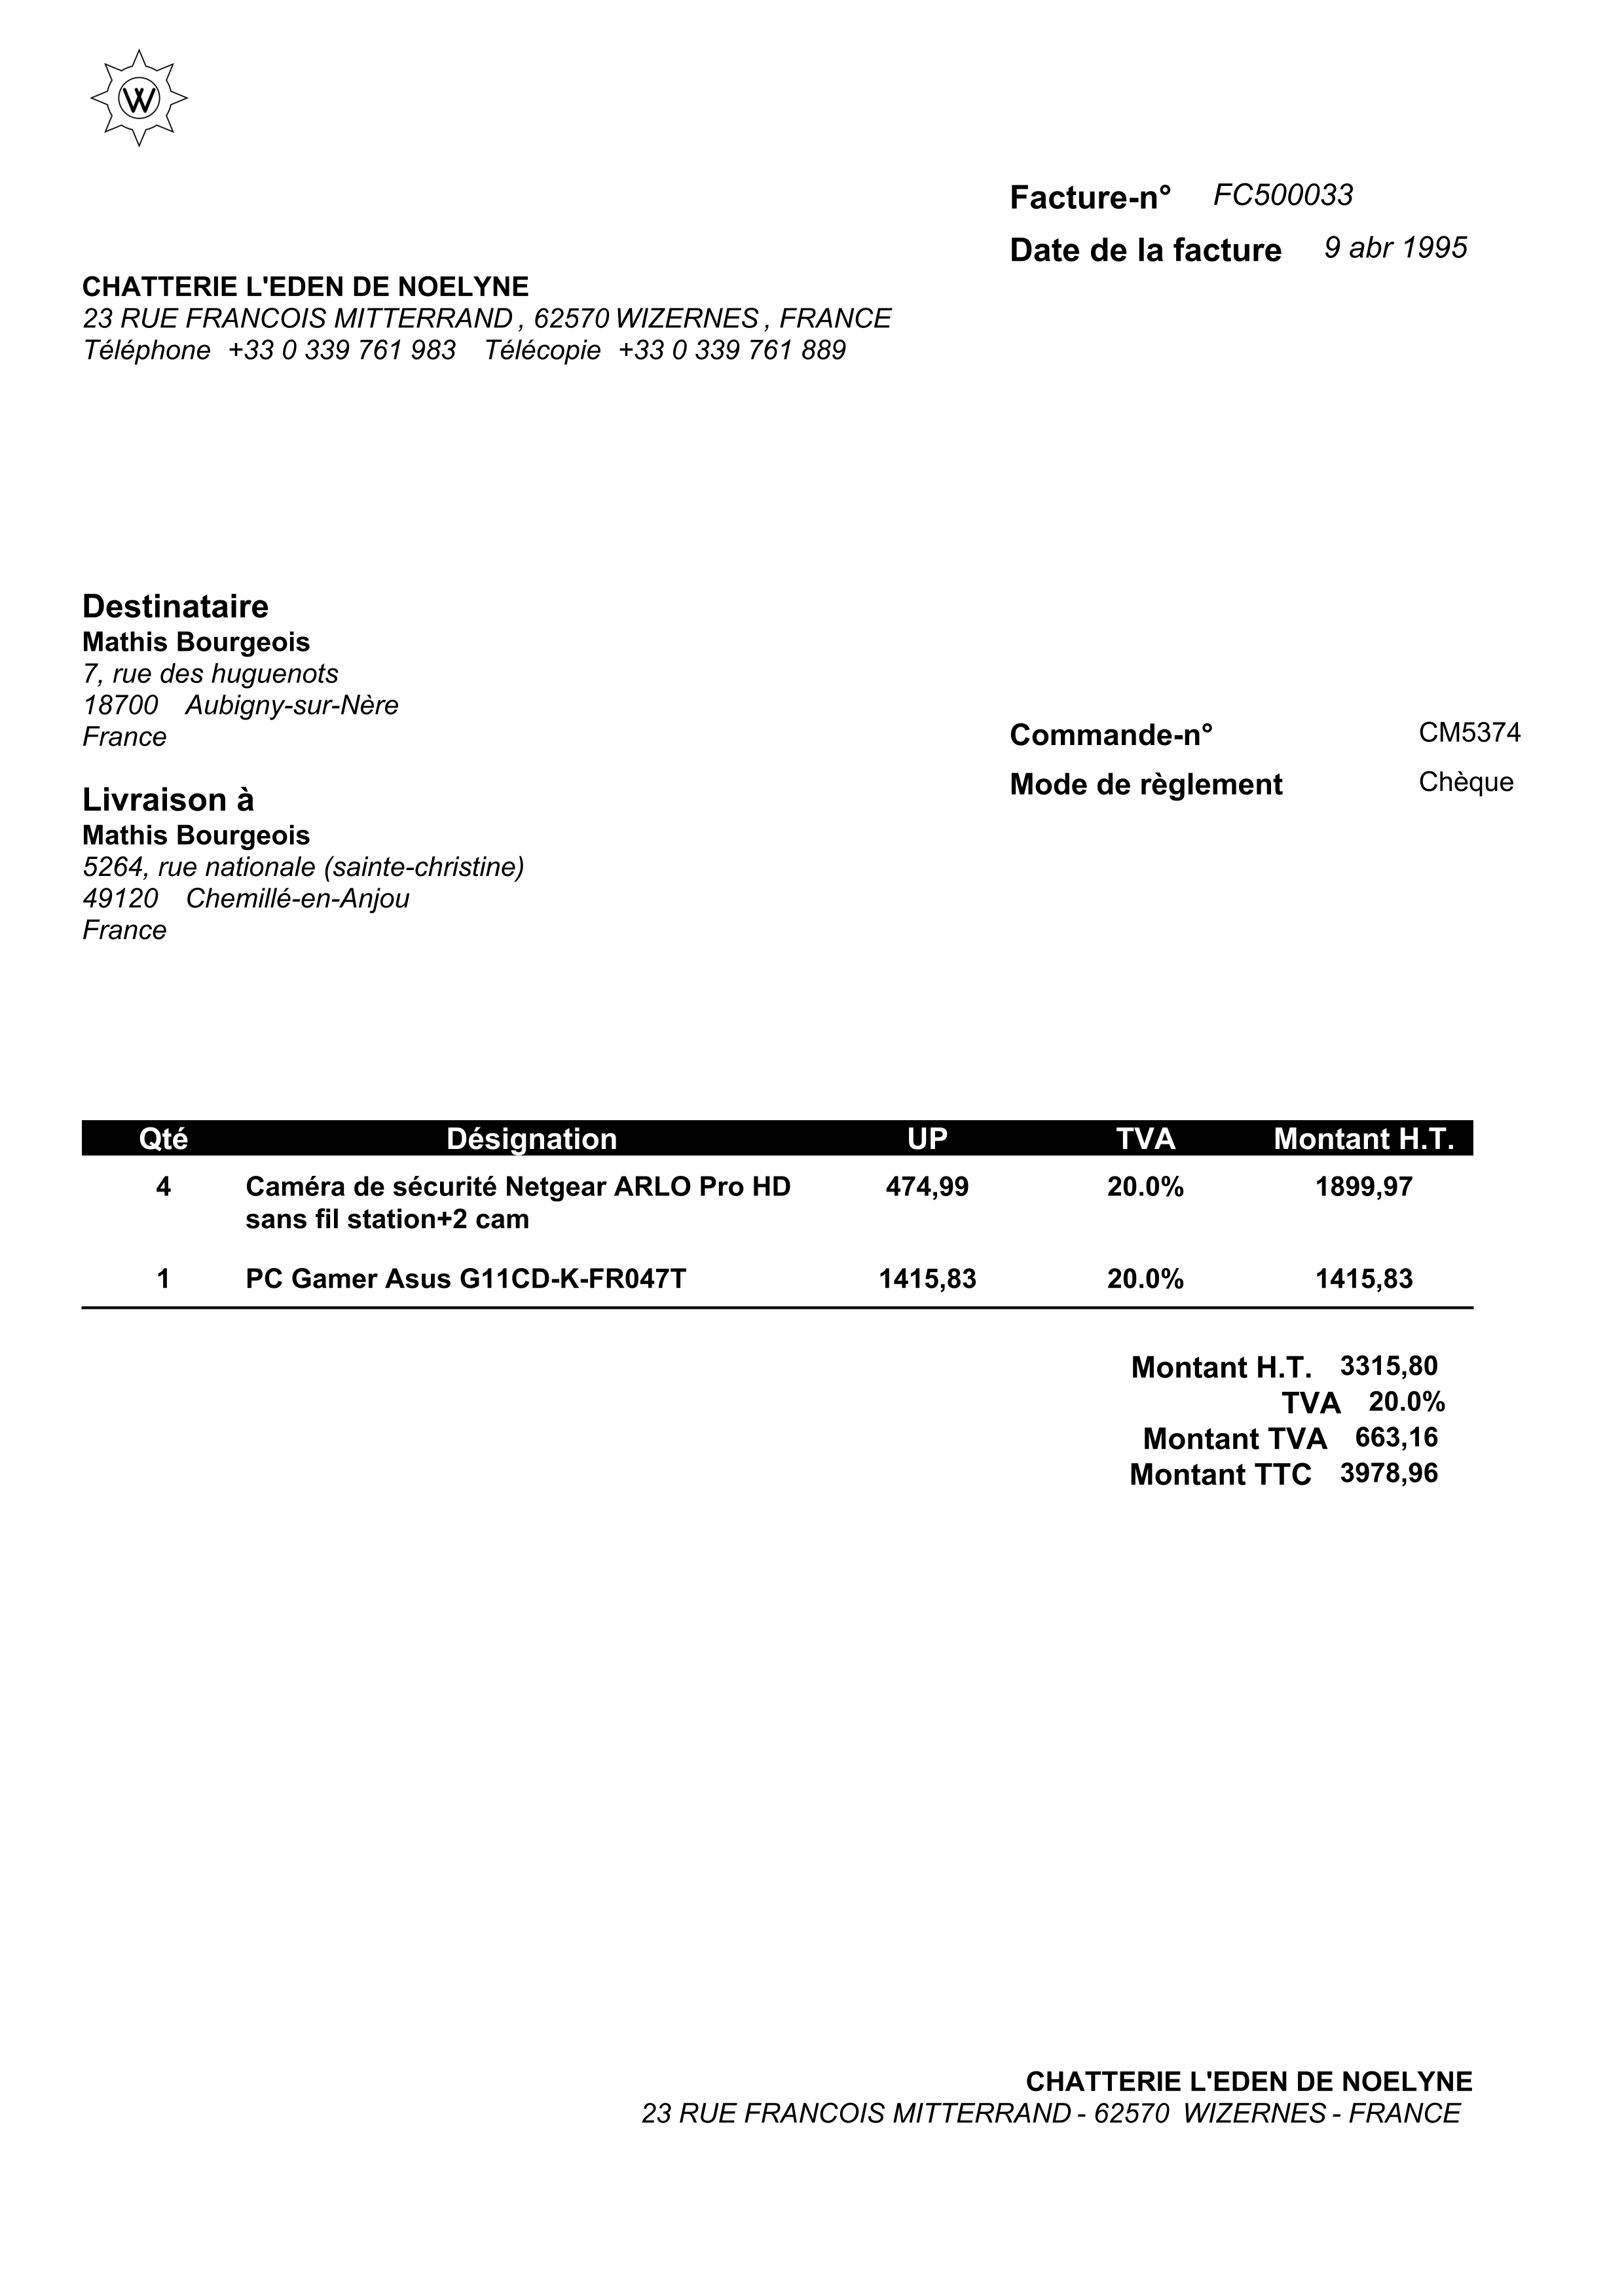 W
Facture-n° FC500033
Date de la facture 9 abr 1995
CHATTERIE L'EDEN DE NOELYNE
23 RUE FRANCOIS MITTERRAND , 62570 WIZERNES , FRANCE
Téléphone +33 0 339 761 983 Télécopie +33 0 339 761 889
Destinataire
Mathis Bourgeois
7, rue des huguenots
18700 Aubigny-sur-Nère
France
Commande-n° CM5374
Mode de règlement Chèque
Livraison à
Mathis Bourgeois
5264, rue nationale (sainte-christine)
49120 Chemillé-en-Anjou
France
Qté Désignation UP TVA Montant H.T.
4 Caméra de sécurité Netgear ARLO Pro HD 474,99 20.0% 1899,97
sans fil station+2 cam
1 PC Gamer Asus G11CD-K-FR047T 1415,83 20.0% 1415,83
Montant H.T. 3315,80
TVA 20.0%
Montant TVA 663,16
Montant TTC 3978,96
CHATTERIE L'EDEN DE NOELYNE
23 RUE FRANCOIS MITTERRAND - 62570 WIZERNES - FRANCE